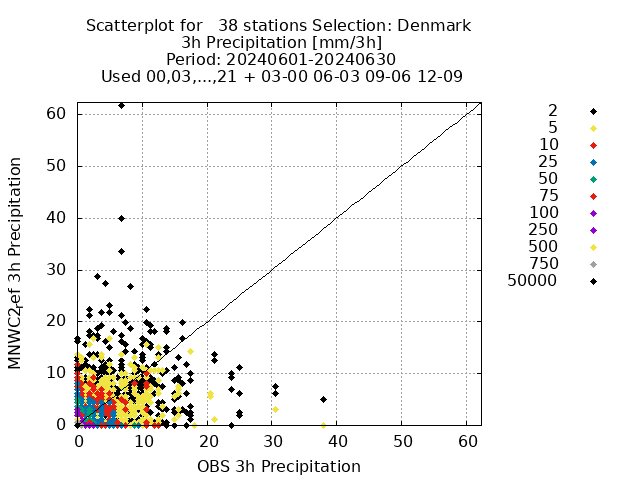 Scatterplot for 38 stations Selection: Denmark
3h Precipitation [mm/3h]
Period: 20240601-20240630
Used 00,03,...,21 + 03-00 06-03 09-06 12-09
60
50
40
30
20
10
0
0 10 20 30 40 50 60
OBS 3h Precipitation
MNWC2,ef 3h Precipitation
2
5
10
25
50
75
100
250
500
750
50000